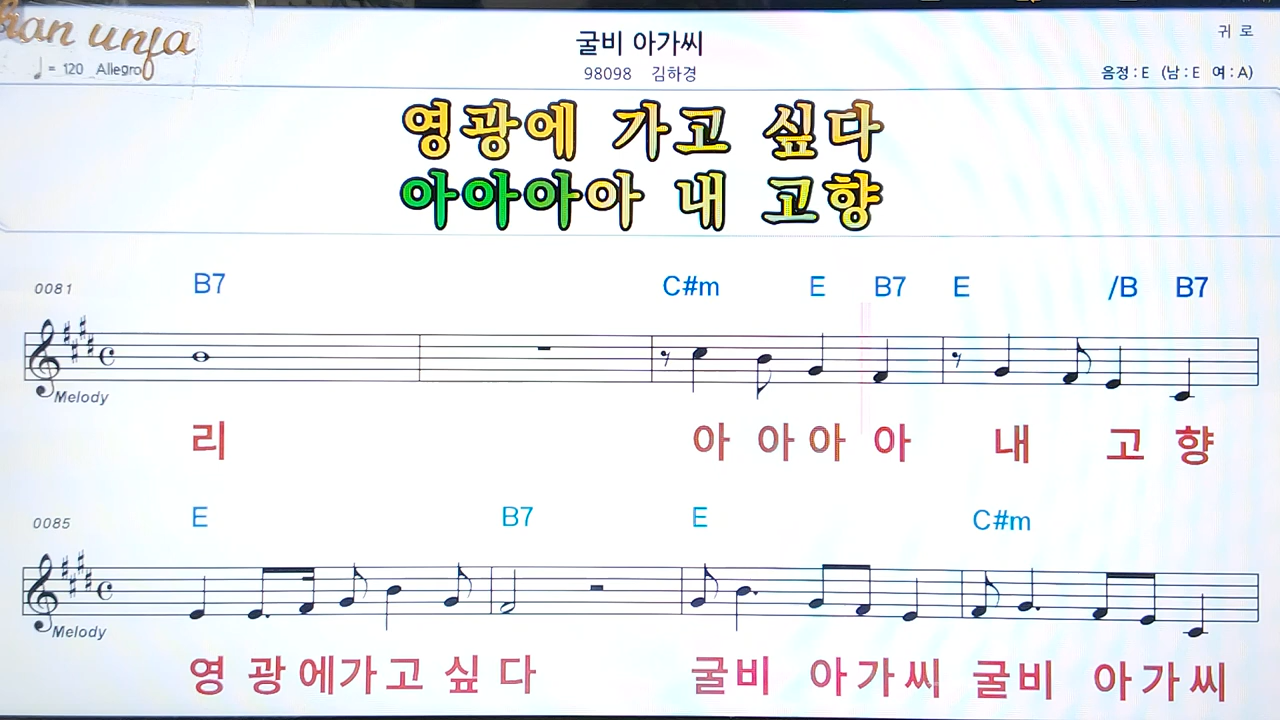 굴비 아가씨
귀 로
♩= 120 Allegro
98098 김하경
음정 : E (남 : E 여 : A)
영광에 가고 싶다
아아아아 내 고향
0081 B7 C#m E B7 E /B B7
Melody
리 아 아 아 아 내 고 향
0085 E B7 E C#m
Melody
영 광 에 가 고 싶 다 굴 비 아 가 씨 굴 비 아 가 씨